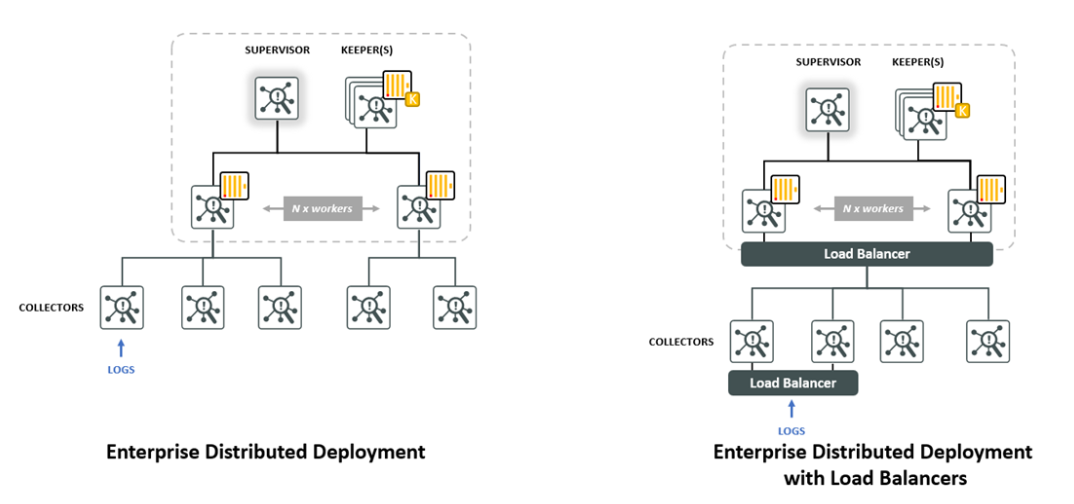 SUPERVISOR
KEEPER(S)
K
N x workers
COLLECTORS
LOGS
Enterprise Distributed Deployment
SUPERVISOR
KEEPER(S)
K
N x workers
Load Balancer
COLLECTORS
Load Balancer
LOGS
Enterprise Distributed Deployment
with Load Balancers